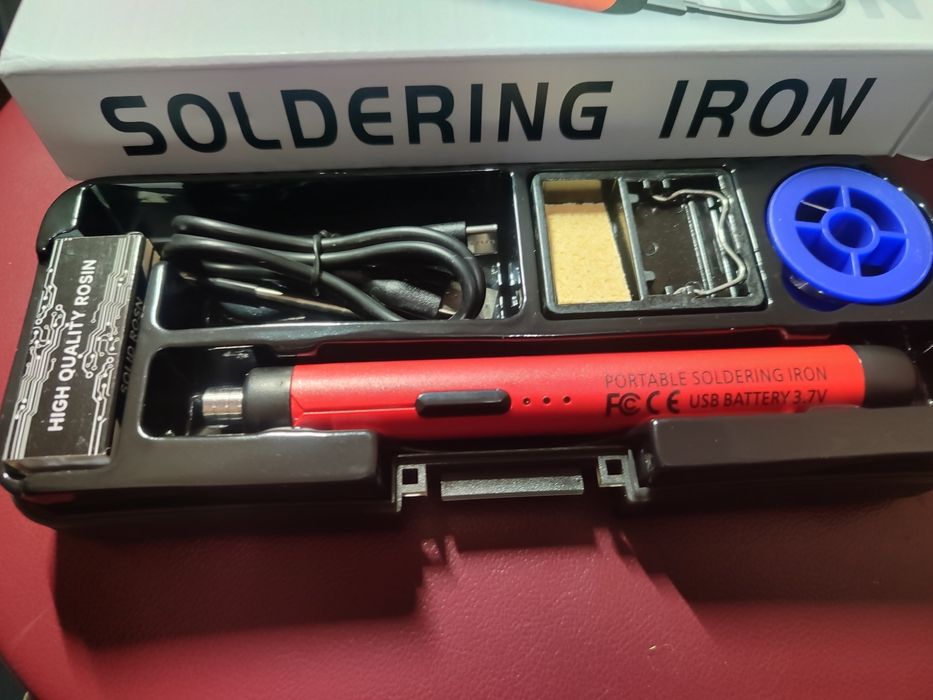 SOLDERING IRON
HIGH QUALITY ROSIN
SOLID ROSIN
PORTABLE SOLDERING IRON
FC CE USB BATTERY 3.7V